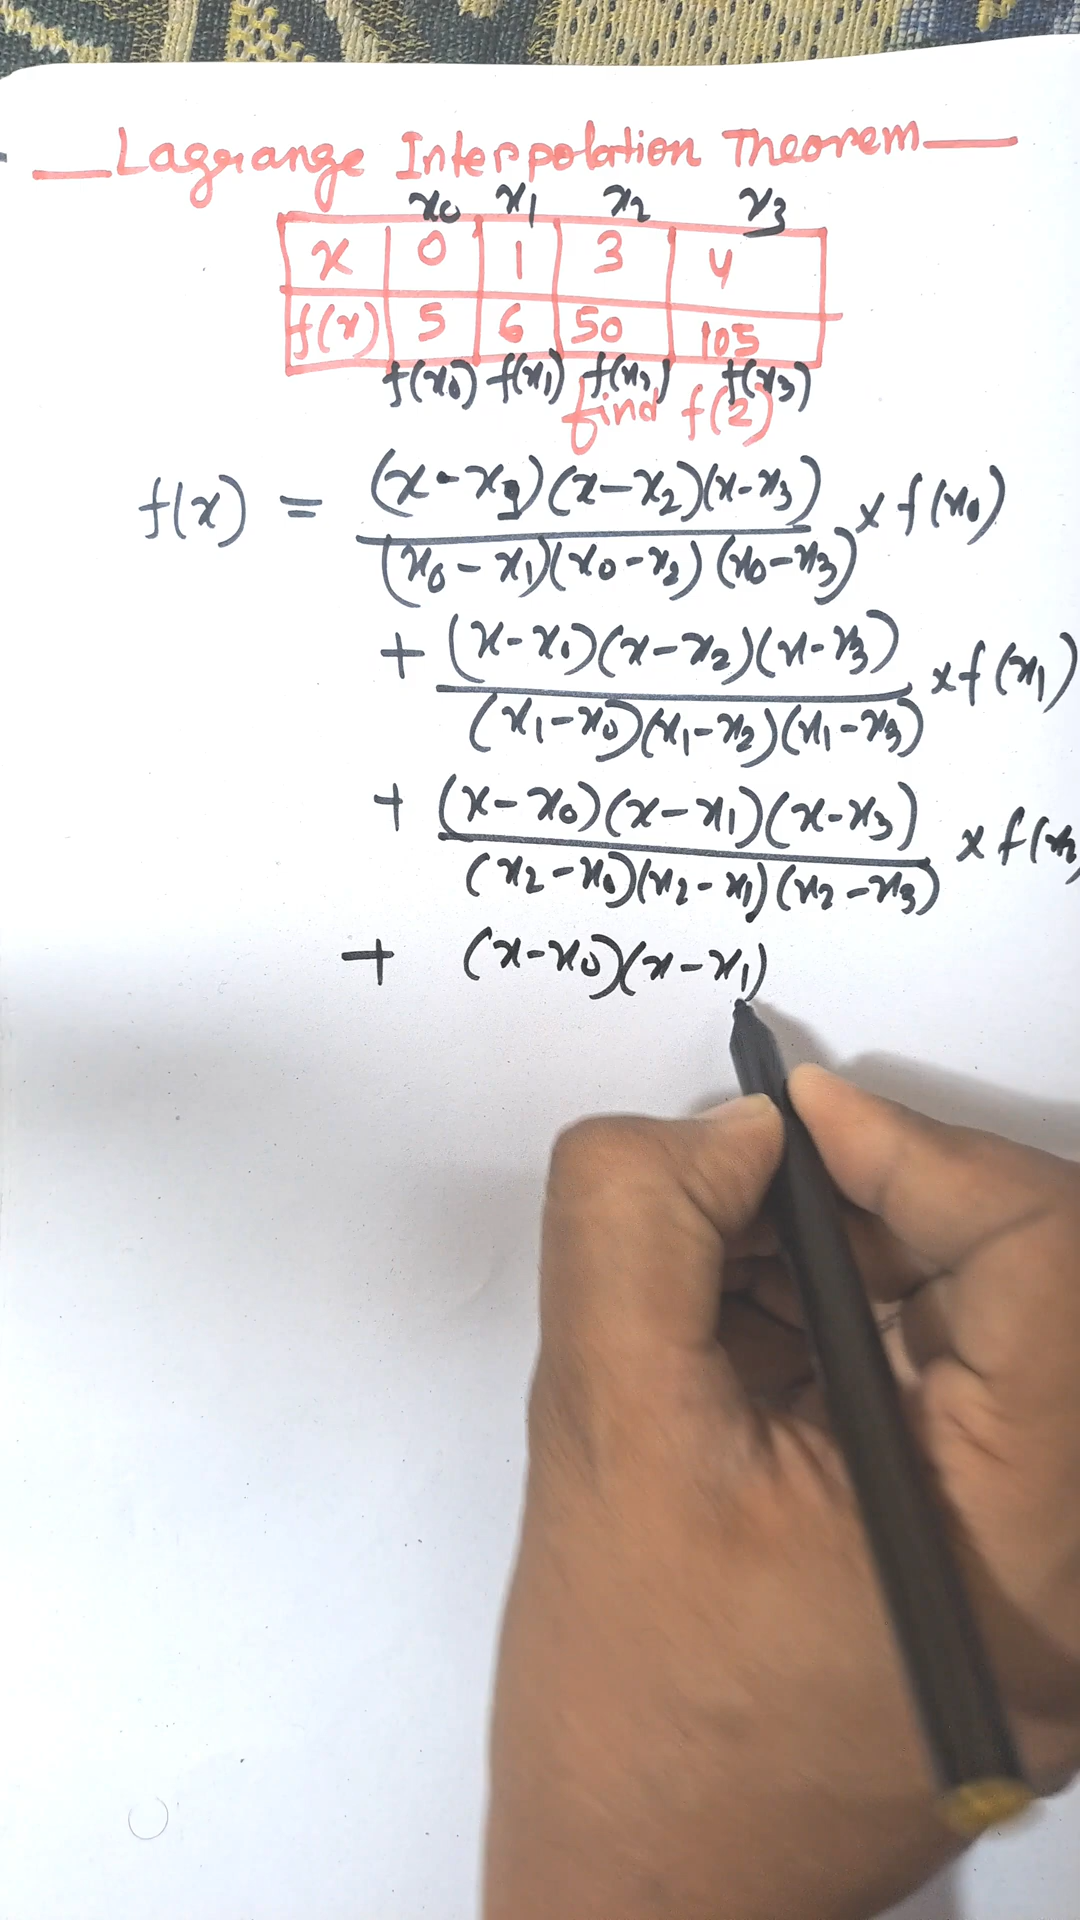 Lagrange Interpolation Theorem
x0 x1 x2 x3
x 0 1 3 4
f(x) 5 6 50 105
f(x0) f(x1) f(x2) f(x3)
find f(2)
f(x) = (x-x1)(x-x2)(x-x3) / (x0-x1)(x0-x2)(x0-x3) x f(x0)
+ (x-x0)(x-x2)(x-x3) / (x1-x0)(x1-x2)(x1-x3) x f(x1)
+ (x-x0)(x-x1)(x-x3) / (x2-x0)(x2-x1)(x2-x3) x f(x2)
+ (x-x0)(x-x1)